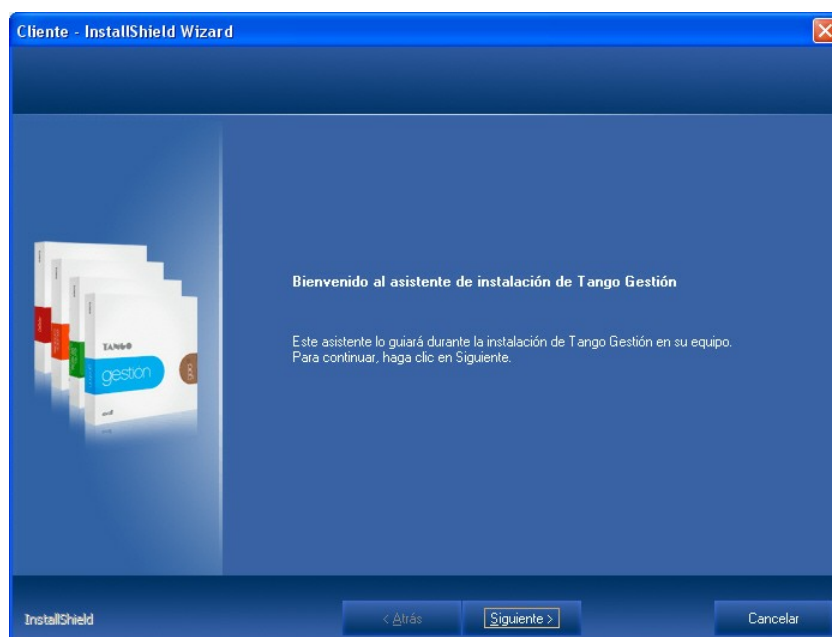 Cliente - InstallShield Wizard
TANGO
gestión
Bienvenido al asistente de instalación de Tango Gestión
Este asistente lo guiará durante la instalación de Tango Gestión en su equipo.
Para continuar, haga clic en Siguiente.
InstallShield
< Atrás
Siguiente >
Cancelar